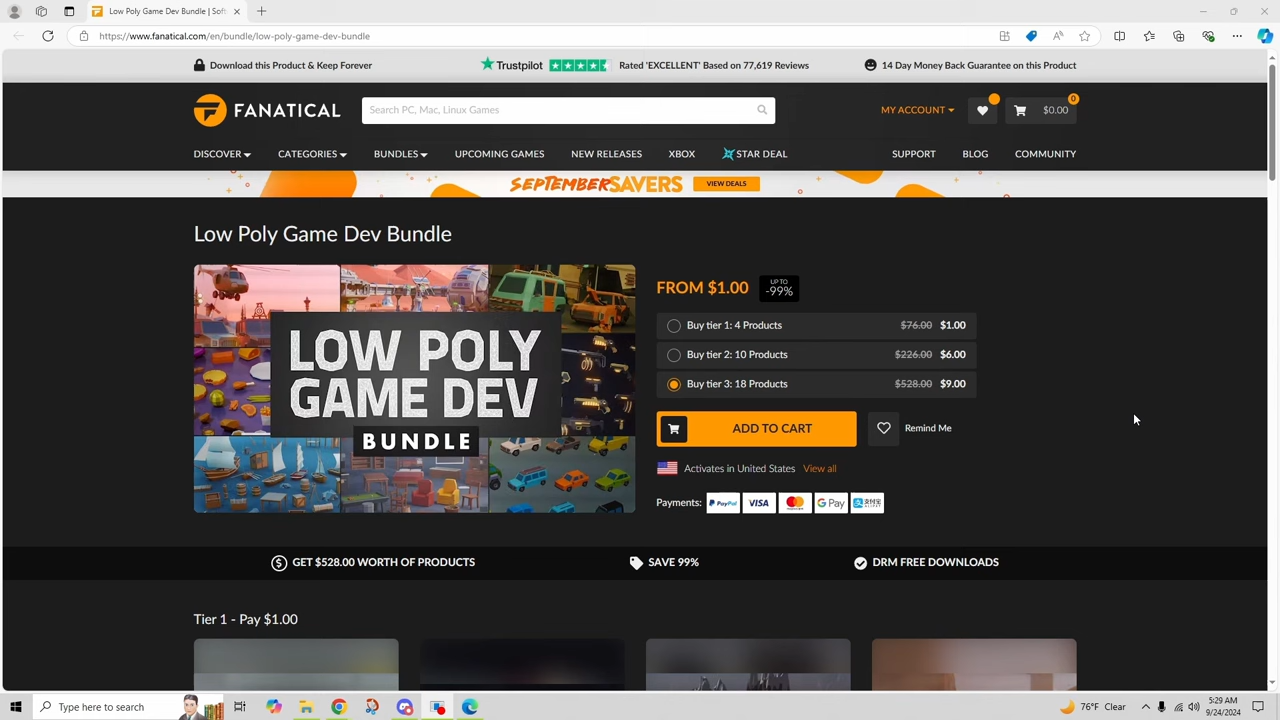 Low Poly Game Dev Bundle | Sof
https://www.fanatical.com/en/bundle/low-poly-game-dev-bundle
Download this Product & Keep Forever
Trustpilot Rated 'EXCELLENT' Based on 77,619 Reviews
14 Day Money Back Guarantee on this Product
FANATICAL
Search PC, Mac, Linux Games
MY ACCOUNT
0
$0.00
DISCOVER CATEGORIES BUNDLES UPCOMING GAMES NEW RELEASES XBOX STAR DEAL SUPPORT BLOG COMMUNITY
SEPTEMBER SAVERS VIEW DEALS
Low Poly Game Dev Bundle
LOW POLY
GAME DEV
BUNDLE
FROM $1.00
UP TO
-99%
Buy tier 1: 4 Products $76.00 $1.00
Buy tier 2: 10 Products $226.00 $6.00
Buy tier 3: 18 Products $528.00 $9.00
ADD TO CART
Remind Me
Activates in United States View all
Payments: PayPal VISA mastercard G Pay 支付宝
GET $528.00 WORTH OF PRODUCTS
SAVE 99%
DRM FREE DOWNLOADS
Tier 1 - Pay $1.00
Type here to search
76°F Clear
5:29 AM
9/24/2024